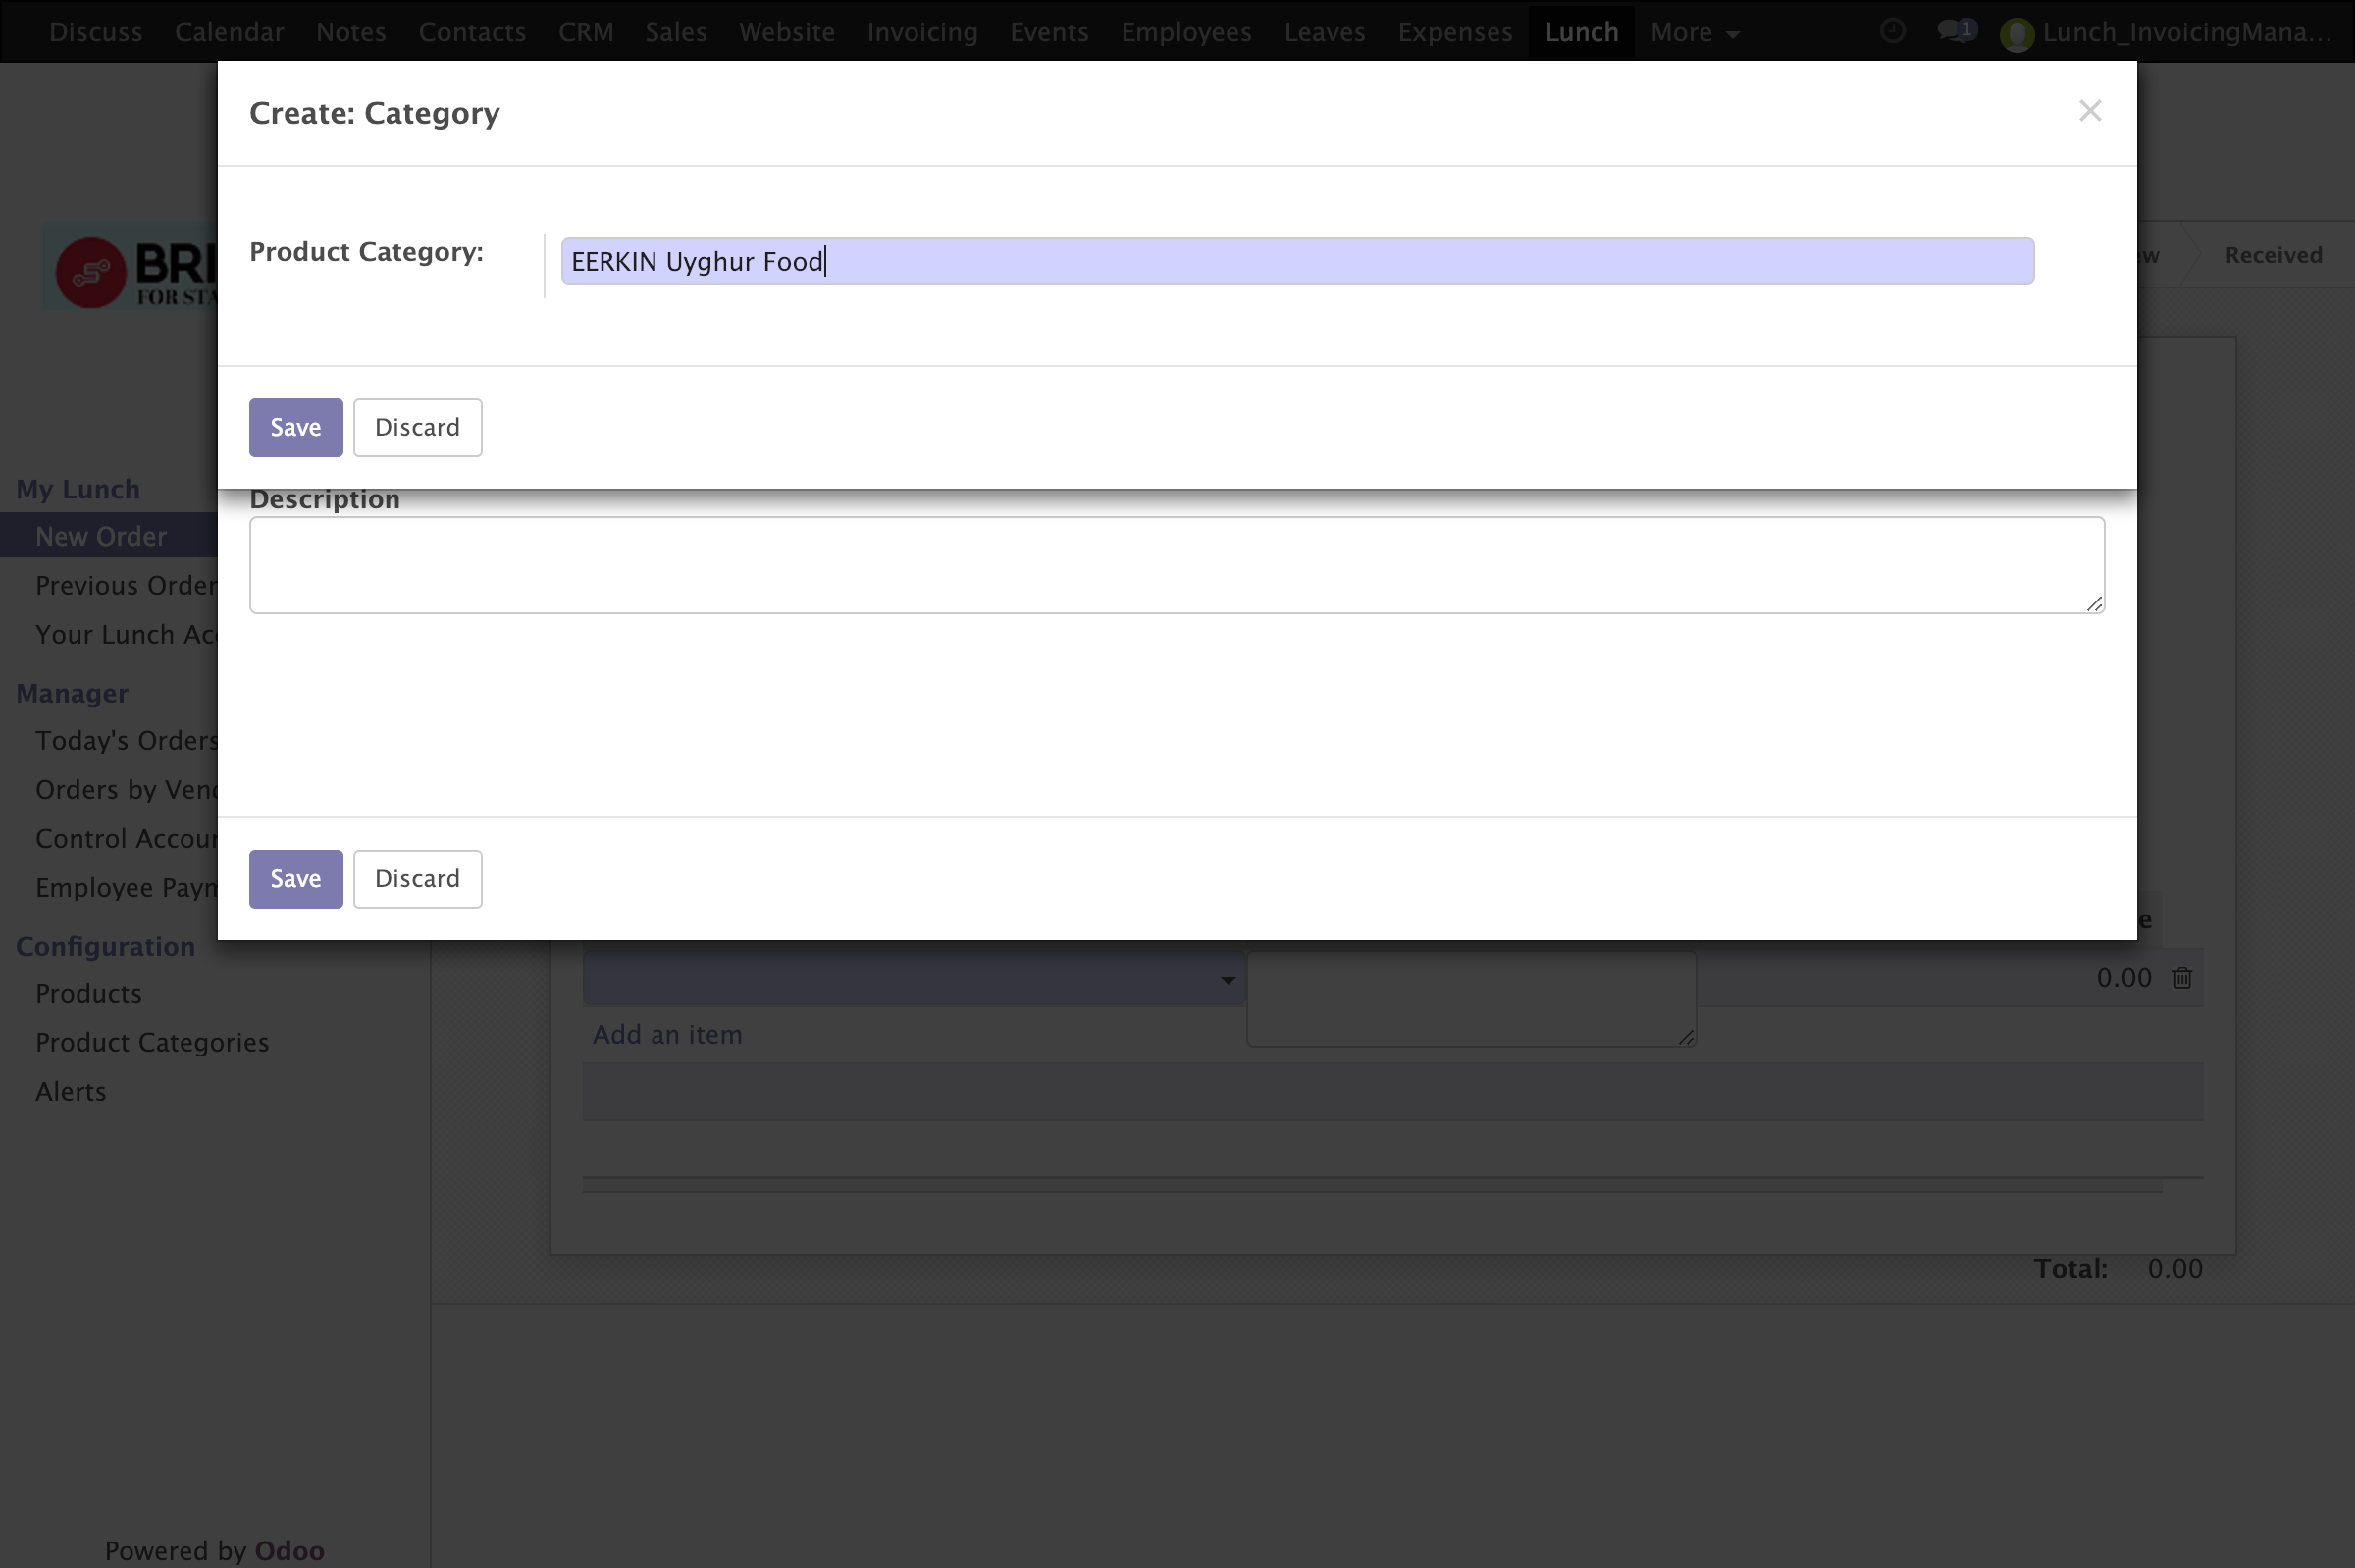 Discuss Calendar Notes Contacts CRM Sales Website Invoicing Events Employees Leaves Expenses Lunch More 1 Lunch_InvoicingMana...
Create: Category
Product Category: EERKIN Uyghur Food
Received
BRI
FOR STA
Save Discard
My Lunch
Description
New Order
Previous Order
Your Lunch Acc
Manager
Today's Orders
Orders by Vend
Control Accoun
Save Discard
Employee Paym
e
Configuration
Products
0.00
Add an item
Product Categories
Alerts
Total: 0.00
Powered by Odoo